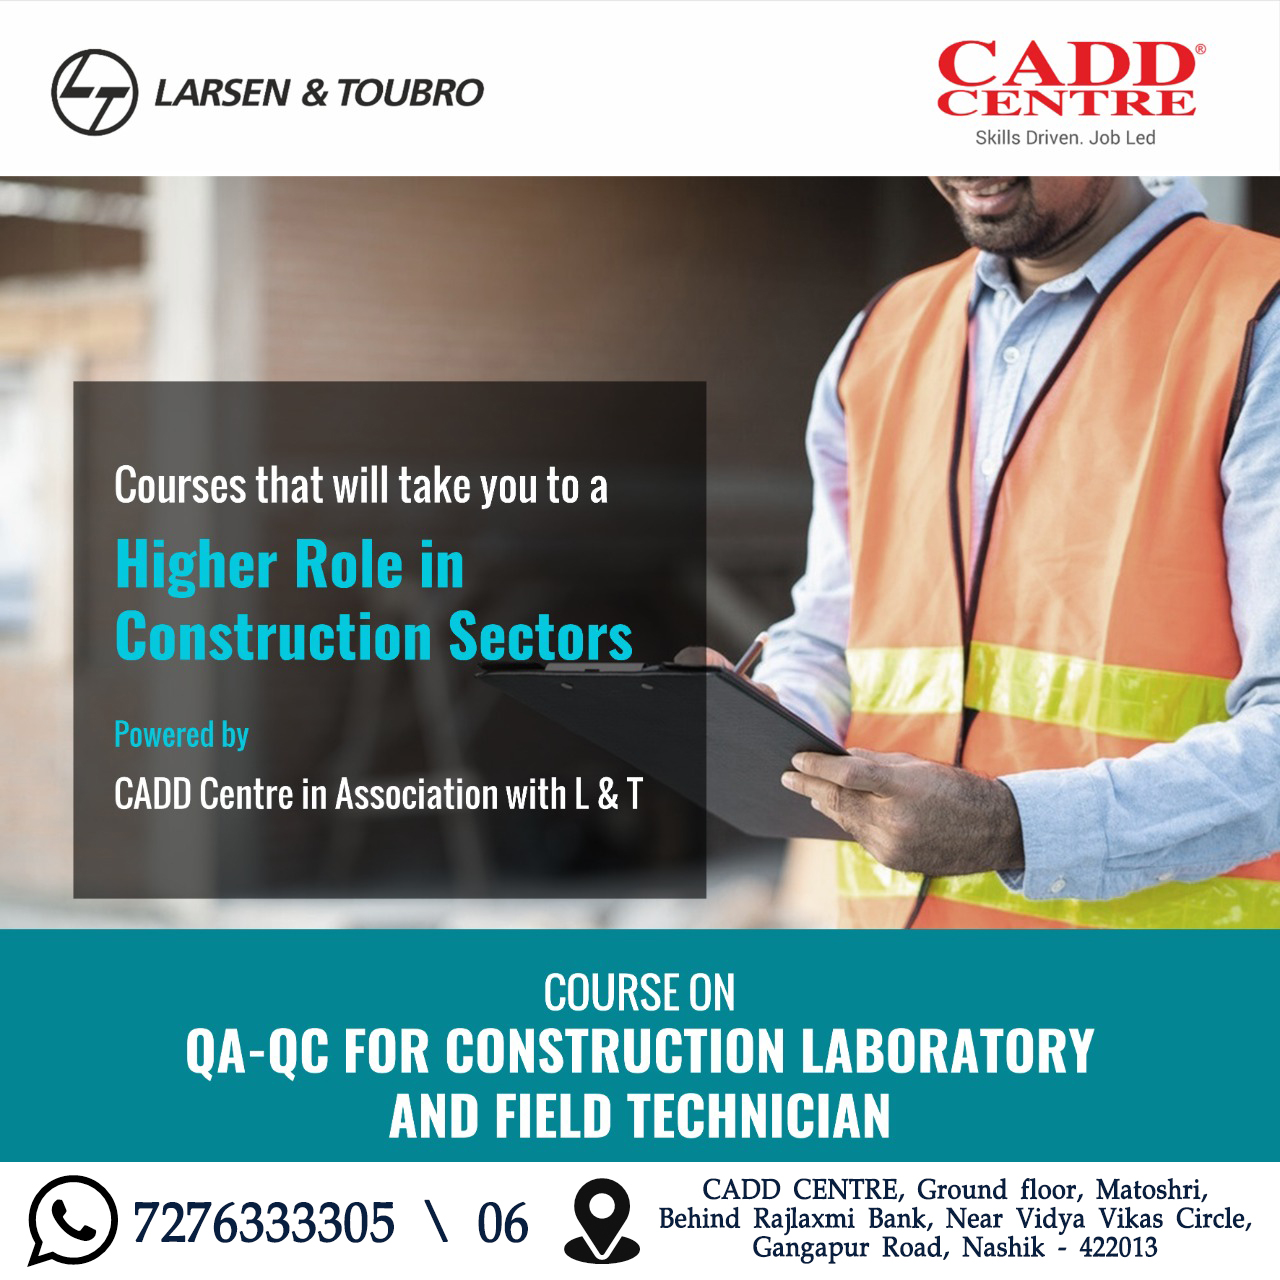 LT LARSEN & TOUBRO
CADD®
CENTRE
Skills Driven. Job Led
Courses that will take you to a
Higher Role in
Construction Sectors
Powered by
CADD Centre in Association with L & T
COURSE ON
QA-QC FOR CONSTRUCTION LABORATORY
AND FIELD TECHNICIAN
7276333305 \ 06
CADD CENTRE, Ground floor, Matoshri,
Behind Rajlaxmi Bank, Near Vidya Vikas Circle,
Gangapur Road, Nashik - 422013